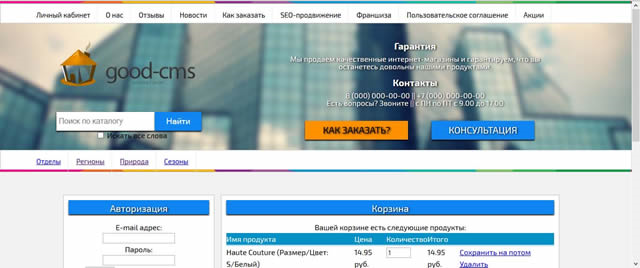 Личный кабинет О нас Отзывы Новости Как заказать SEO-продвижение Франшиза Пользовательское соглашение Акции
good-cms
Гарантия
Мы продаем качественные интернет-магазины и гарантируем, что вы
останетесь довольны нашими продуктами.
Контакты
8 (000) 000-00-00 || +7 (000) 000-00-00
Есть вопросы? Звоните || с ПН по ПТ с 9.00 до 17.00
Поиск по каталогу Найти
Искать все слова
КАК ЗАКАЗАТЬ? КОНСУЛЬТАЦИЯ
Отделы Регионы Природа Сезоны
Авторизация
E-mail адрес:
Пароль:
Корзина
Вашей корзине есть следующие продукты:
Имя продукта Цена Количество Итого
Haute Couture (Размер/Цвет: 14.95 1 14.95 Сохранить на потом
S/Белый) руб. руб. Удалить